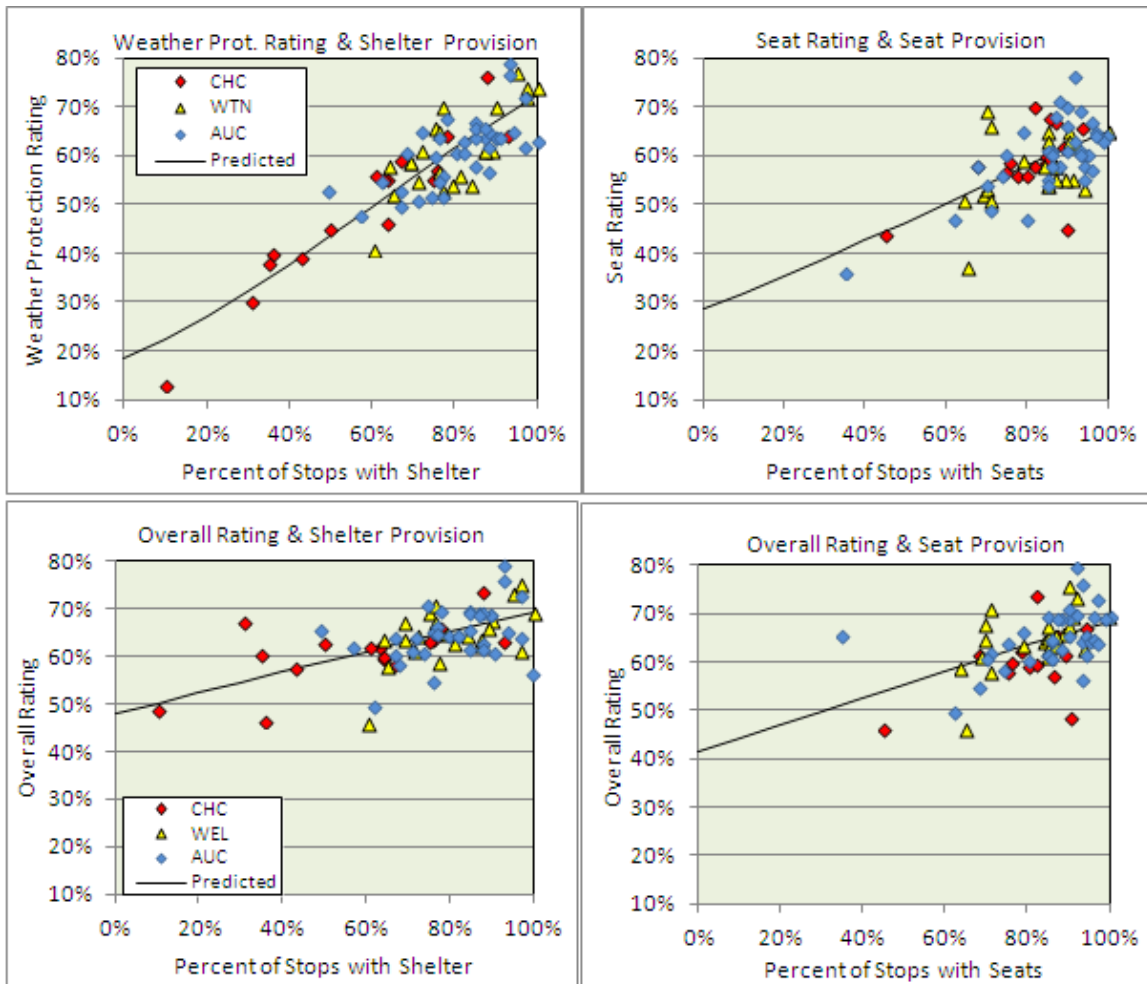 Weather Prot. Rating & Shelter Provision
80%
70%
60%
50%
40%
30%
20%
10%
Weather Protection Rating
CHC
WTN
AUC
Predicted
0%
20%
40%
60%
80%
100%
Percent of Stops with Shelter
Seat Rating & Seat Provision
80%
70%
60%
50%
40%
30%
20%
10%
Seat Rating
0%
20%
40%
60%
80%
100%
Percent of Stops with Seats
Overall Rating & Shelter Provision
80%
70%
60%
50%
40%
30%
20%
10%
Overall Rating
CHC
WEL
AUC
Predicted
0%
20%
40%
60%
80%
100%
Percent of Stops with Shelter
Overall Rating & Seat Provision
80%
70%
60%
50%
40%
30%
20%
10%
Overall Rating
0%
20%
40%
60%
80%
100%
Percent of Stops with Seats